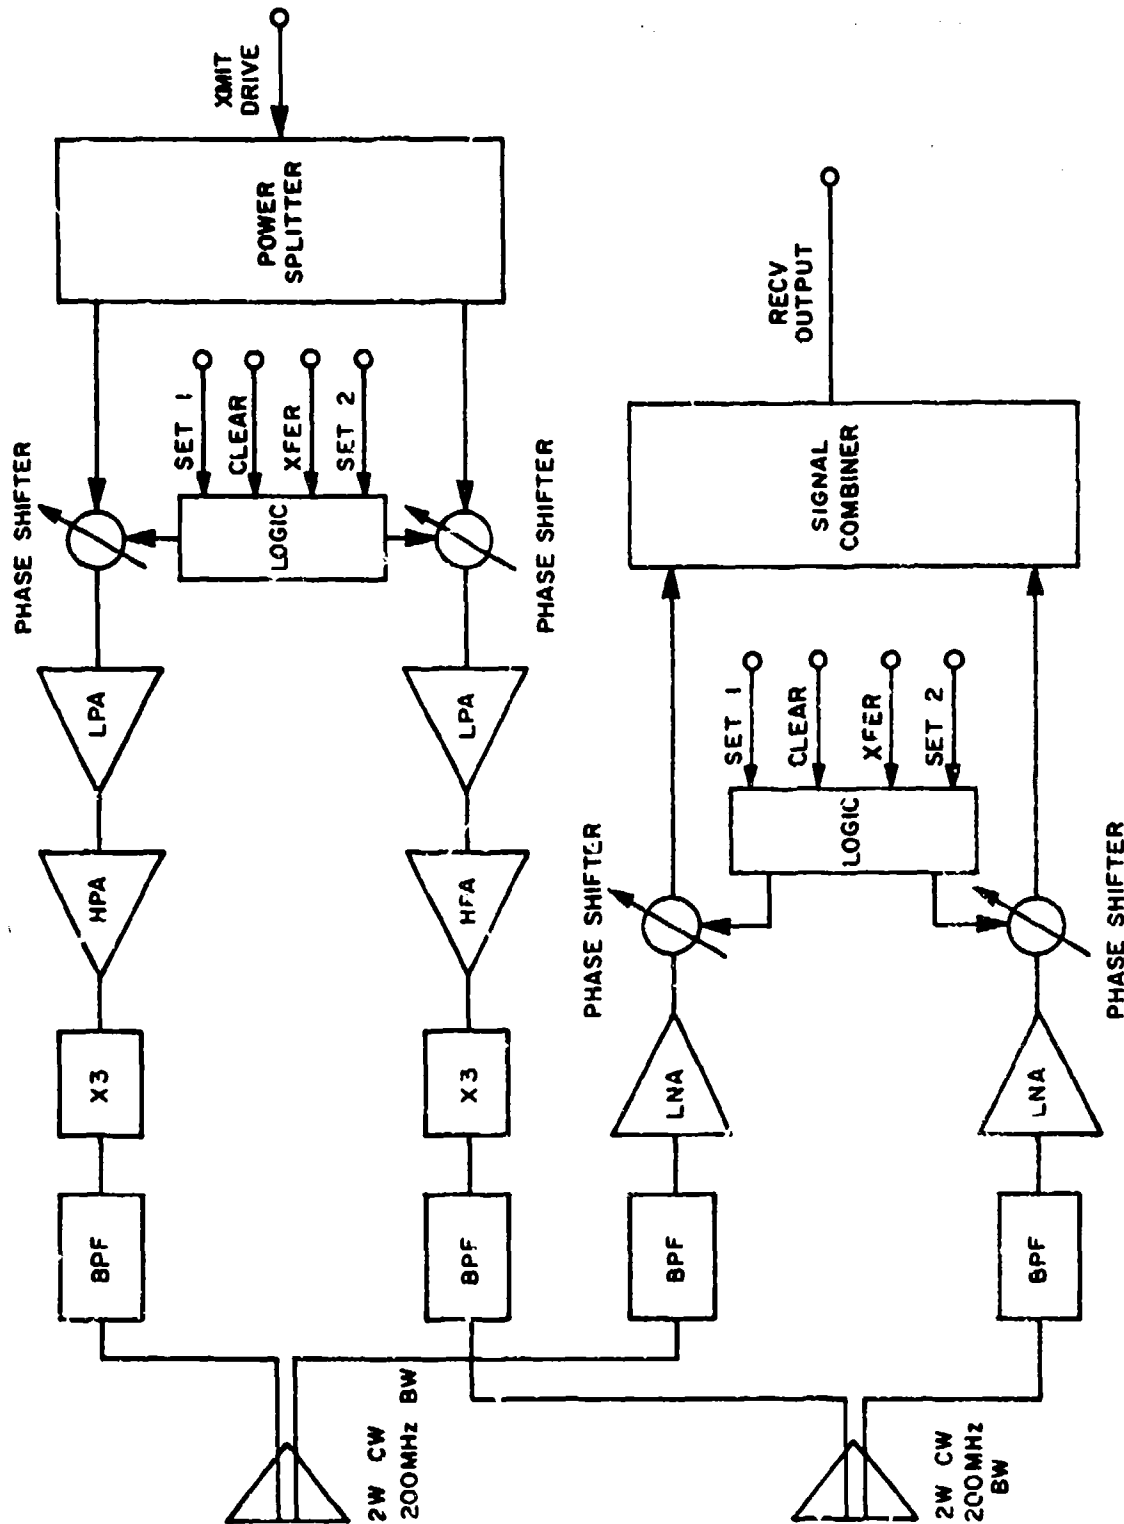 PHASE SHIFTER
BPF
X3
HPA
LPA
SET 1
CLEAR
XFER
SET 2
LOGIC
POWER
SPLITTER
XMIT
DRIVE
2W CW
200MHz BW
BPF
X3
HPA
LPA
PHASE SHIFTER
PHASE SHIFTER
BPF
LNA
SET 1
CLEAR
XFER
SET 2
LOGIC
SIGNAL
COMBINER
RECV
OUTPUT
2W CW
200MHz
BW
BPF
LNA
PHASE SHIFTER